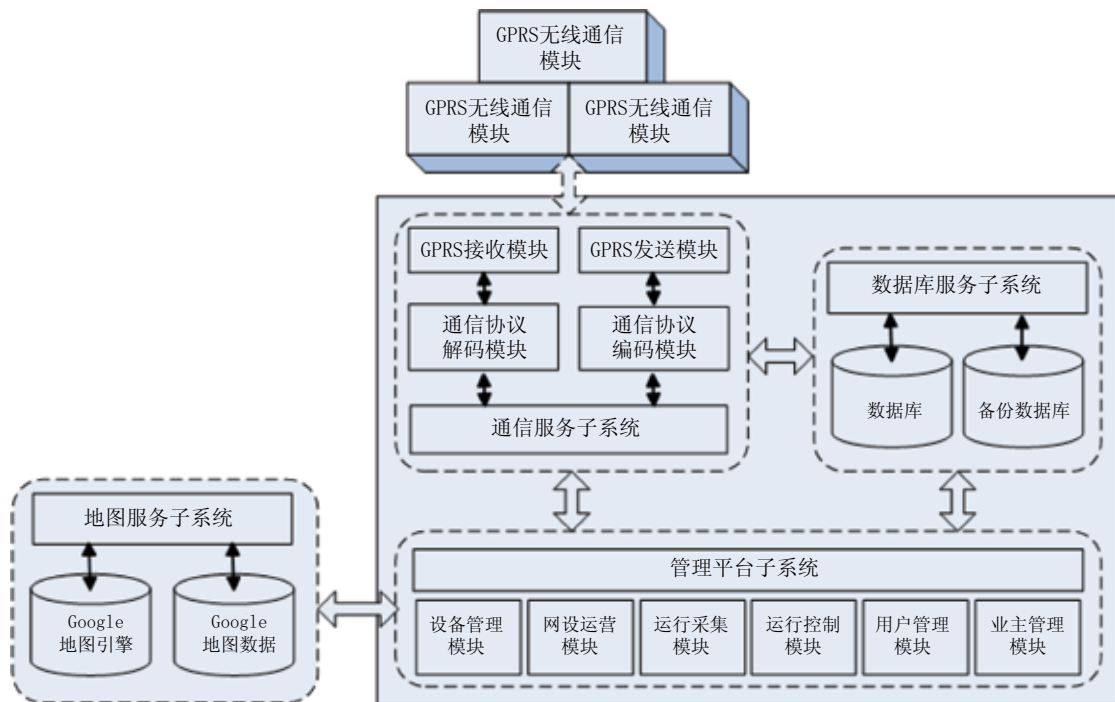 GPRS无线通信
模块
GPRS无线通信
模块
GPRS无线通信
模块
GPRS接收模块
GPRS发送模块
通信协议
解码模块
通信协议
编码模块
通信服务子系统
数据库服务子系统
数据库
备份数据库
地图服务子系统
Google
地图引擎
Google
地图数据
管理平台子系统
设备管理
模块
网设运营
模块
运行采集
模块
运行控制
模块
用户管理
模块
业主管理
模块